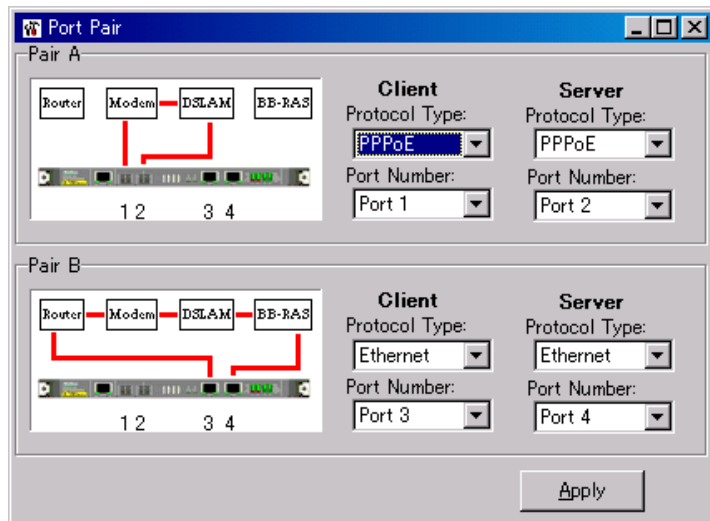 Port Pair
Pair A
Router Modem DSLAM BB-RAS
1 2 3 4
Client
Protocol Type:
PPPoE
Port Number:
Port 1
Server
Protocol Type:
PPPoE
Port Number:
Port 2
Pair B
Router Modem DSLAM BB-RAS
1 2 3 4
Client
Protocol Type:
Ethernet
Port Number:
Port 3
Server
Protocol Type:
Ethernet
Port Number:
Port 4
Apply